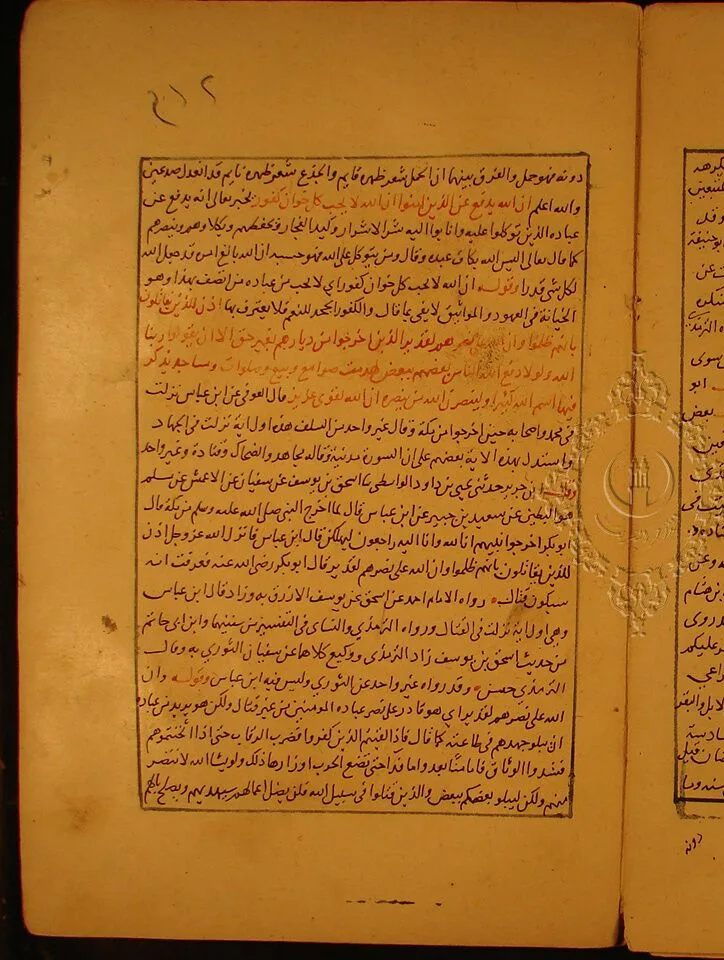 دونه فهو حمل والفرق بينهما ان الحمل شعر ظهره قايم والجذع شعر ظهره نايم قد انعدل صدعين
والله اعلم ان الله يدفع عن الذين امنوا ان الله لا يحب كل خوان كفور يخبر تعالى انه يدفع عن
عباده الذين توكلوا عليه وانابوا اليه شر الاشرار وكيد الفجار ويحفظهم ويكلاوهم وينصرهم
كما قال تعالى اليس الله بكاف عبده وقال ومن يتوكل على الله فهو حسبه ان الله بالغ امره قد جعل الله
لكل شي قدرا وقوله ان الله لا يحب كل خوان كفور اي لا يحب من عباده من اتصف بهذا وهو
الخيانة في العهود والمواثيق لا يفي بما قال والكفور الجحد للنعم فلا يعترف بها اذن للذين يقاتلون
بانهم ظلموا وان الله على نصرهم لقدير الذين اخرجوا من ديارهم بغير حق الا ان يقولوا ربنا
الله ولولا دفع الله الناس بعضهم ببعض لهدمت صوامع وبيع وصلوات ومساجد يذكر
فيها اسم الله كثيرا ولينصرن الله من ينصره ان الله لقوي عزيز قال العوفي عن ابن عباس نزلت
في محمد واصحابه حين اخرجوا من مكة وقال غير واحد من السلف هذه اول اية نزلت في الجهاد
واستدل بهذه الاية بعضهم على ان السورة مدنية وقاله مجاهد والضحاك وقتادة وغير واحد
وقال ابن جرير حدثني يحيى بن داود الواسطي ثنا اسحق بن يوسف عن سفيان عن الاعمش عن مسلم
هو البطين عن سعيد بن جبير عن ابن عباس قال لما اخرج النبي صلى الله عليه وسلم من مكة قال
ابو بكر اخرجوا نبيهم انا لله وانا اليه راجعون ليهلكن قال ابن عباس فانزل الله عز وجل اذن
للذين يقاتلون بانهم ظلموا وان الله على نصرهم لقدير قال ابو بكر رضي الله عنه فعرفت انه
سيكون قتال رواه الامام احمد عن اسحق بن يوسف الازرق به وزاد قال ابن عباس
وهي اول اية نزلت في القتال ورواه الترمذي والنساي في التفسير من سننيهما وابن ابي حاتم
من حديث اسحق بن يوسف زاد الترمذي ووكيع كلاهما عن سفيان الثوري به وقال
الترمذي حسن وقد رواه غير واحد عن الثوري وليس فيه ابن عباس وقوله وان
الله على نصرهم لقدير اي هو قادر على نصر عباده المومنين من غير قتال ولكن هو يريد من عباده
ان يبلو جهدهم في طاعته كما قال فاذا لقيتم الذين كفروا فضرب الرقاب حتى اذا اثخنتموهم
فشدوا الوثاق فاما منا بعد واما فدا حتى تضع الحرب اوزارها ذلك ولو يشا الله لانتصر
منهم ولكن ليبلو بعضكم ببعض والذين قتلوا في سبيل الله فلن يضل اعمالهم سيهديهم ويصلح بالهم
دونه